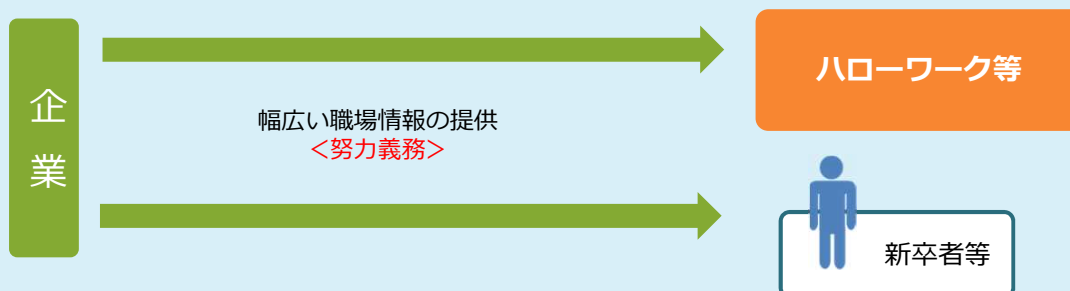 企業
ハローワーク等
幅広い職場情報の提供
<努力義務>
新卒者等